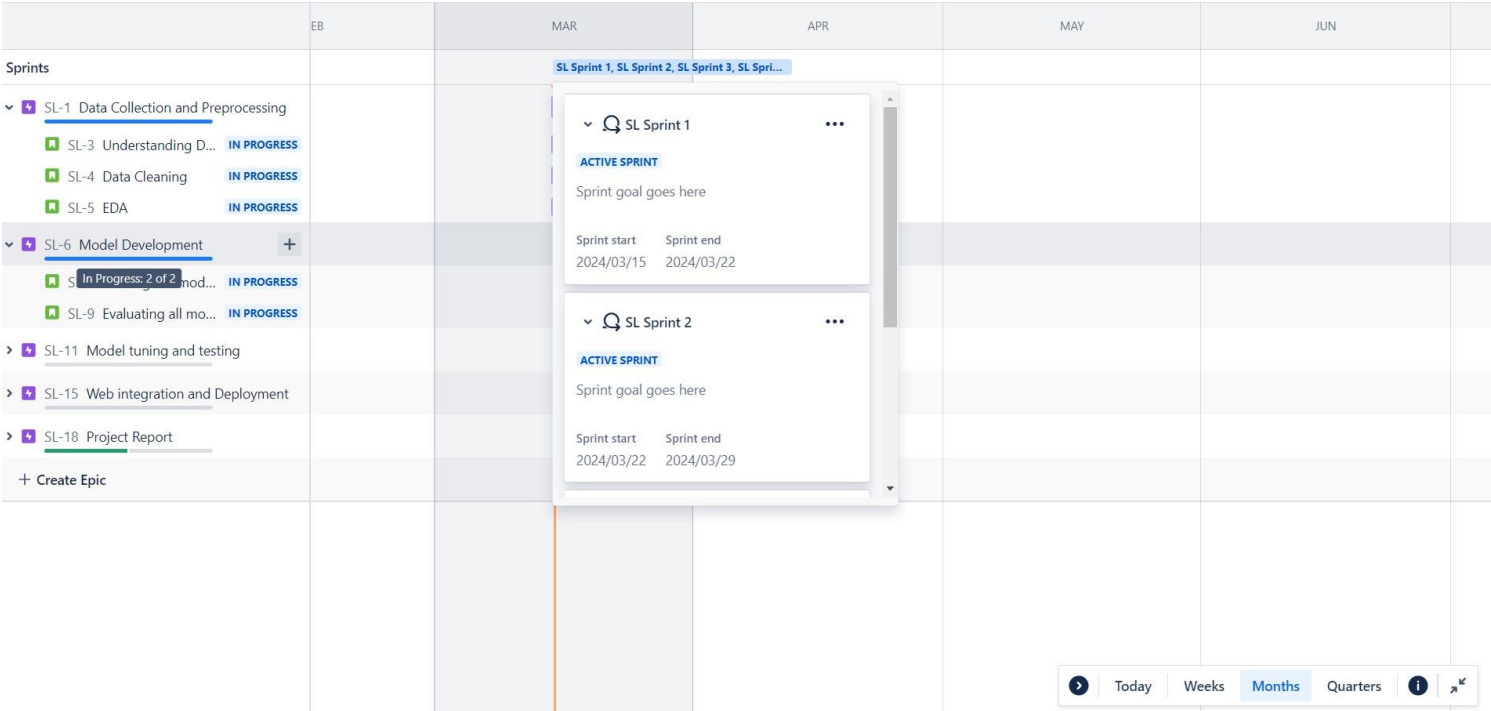 EB MAR APR MAY JUN
Sprints
SL Sprint 1, SL Sprint 2, SL Sprint 3, SL Spri...
SL-1 Data Collection and Preprocessing
SL-3 Understanding D... IN PROGRESS
SL-4 Data Cleaning IN PROGRESS
SL-5 EDA IN PROGRESS
SL-6 Model Development
In Progress: 2 of 2
S mod... IN PROGRESS
SL-9 Evaluating all mo... IN PROGRESS
SL-11 Model tuning and testing
SL-15 Web integration and Deployment
SL-18 Project Report
+ Create Epic
SL Sprint 1
ACTIVE SPRINT
Sprint goal goes here
Sprint start Sprint end
2024/03/15 2024/03/22
SL Sprint 2
ACTIVE SPRINT
Sprint goal goes here
Sprint start Sprint end
2024/03/22 2024/03/29
Today Weeks Months Quarters